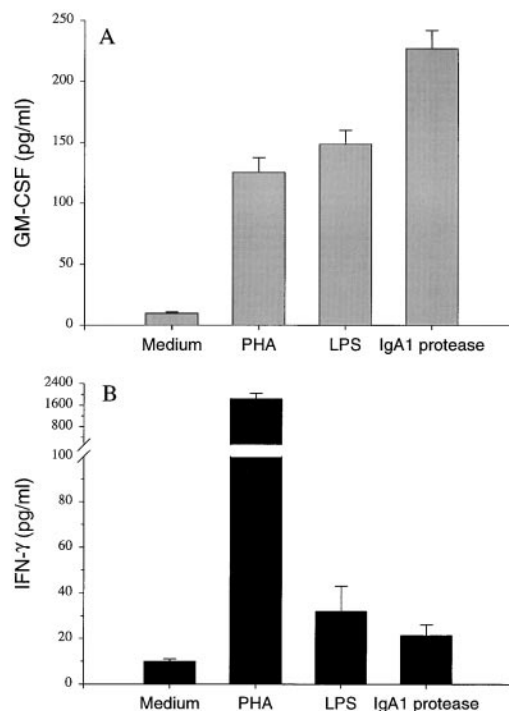 A
GM-CSF (pg/ml)
250
200
150
100
50
0
Medium PHA LPS IgA1 protease
B
IFN-γ (pg/ml)
2400
1600
800
100
80
60
40
20
0
Medium PHA LPS IgA1 protease